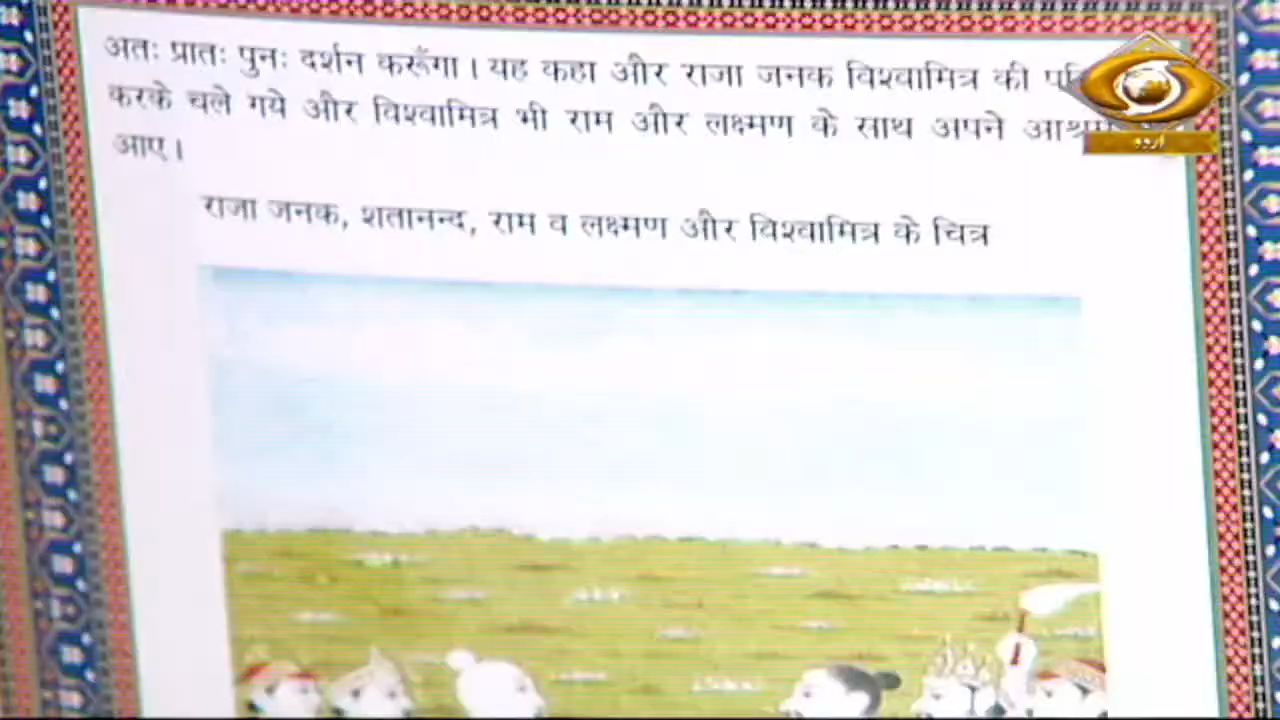 अतः प्रातः पुनः दर्शन करूँगा। यह कहा और राजा जनक विश्वामित्र की
करके चले गये और विश्वामित्र भी राम और लक्ष्मण के साथ अपने
आए।
राजा जनक, शतानन्द, राम व लक्ष्मण और विश्वामित्र के चित्र
اردو